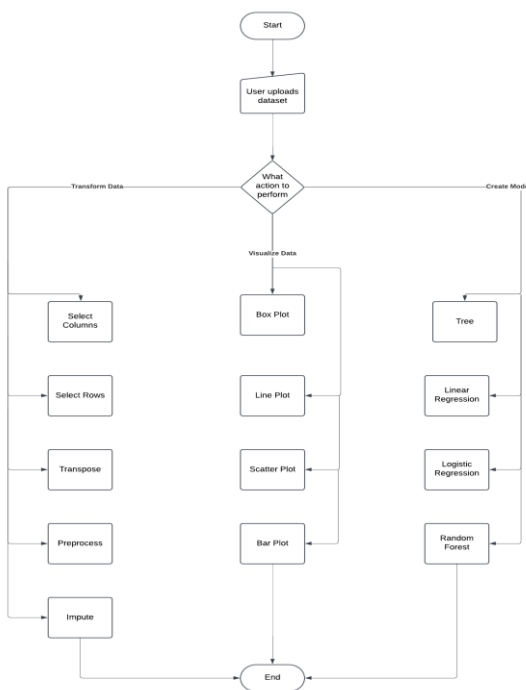 Start
User uploads
dataset
What
action to
perform
Transform Data
Create Mod
Visualize Data
Select
Columns
Box Plot
Tree
Select Rows
Line Plot
Linear
Regression
Transpose
Scatter Plot
Logistic
Regression
Preprocess
Bar Plot
Random
Forest
Impute
End